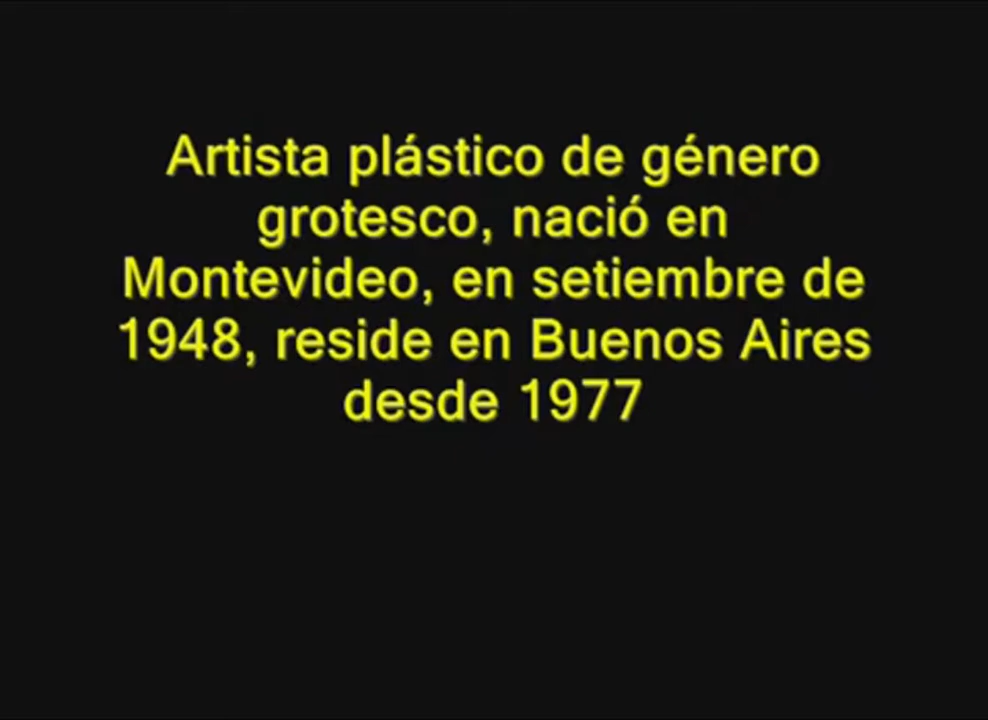 Artista plástico de género
grotesco, nació en
Montevideo, en setiembre de
1948, reside en Buenos Aires
desde 1977